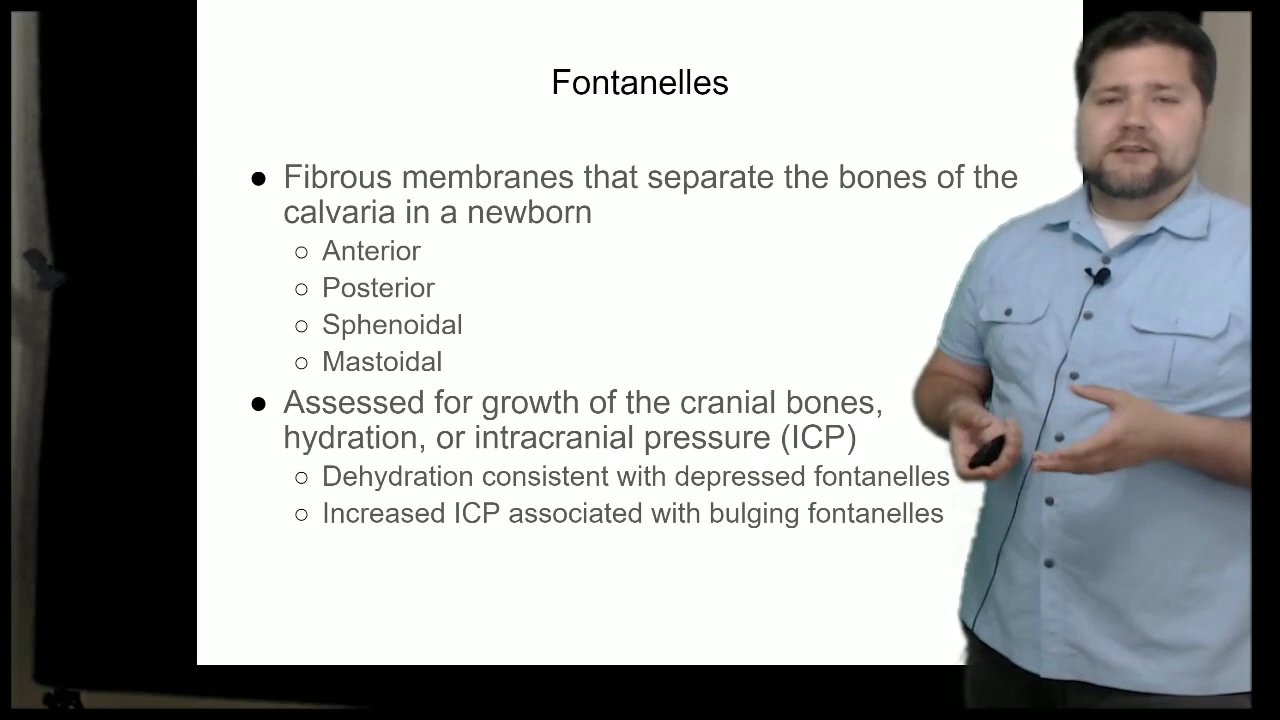 Fontanelles
● Fibrous membranes that separate the bones of the
calvaria in a newborn
○ Anterior
○ Posterior
○ Sphenoidal
○ Mastoidal
● Assessed for growth of the cranial bones,
hydration, or intracranial pressure (ICP)
○ Dehydration consistent with depressed fontanelles
○ Increased ICP associated with bulging fontanelles